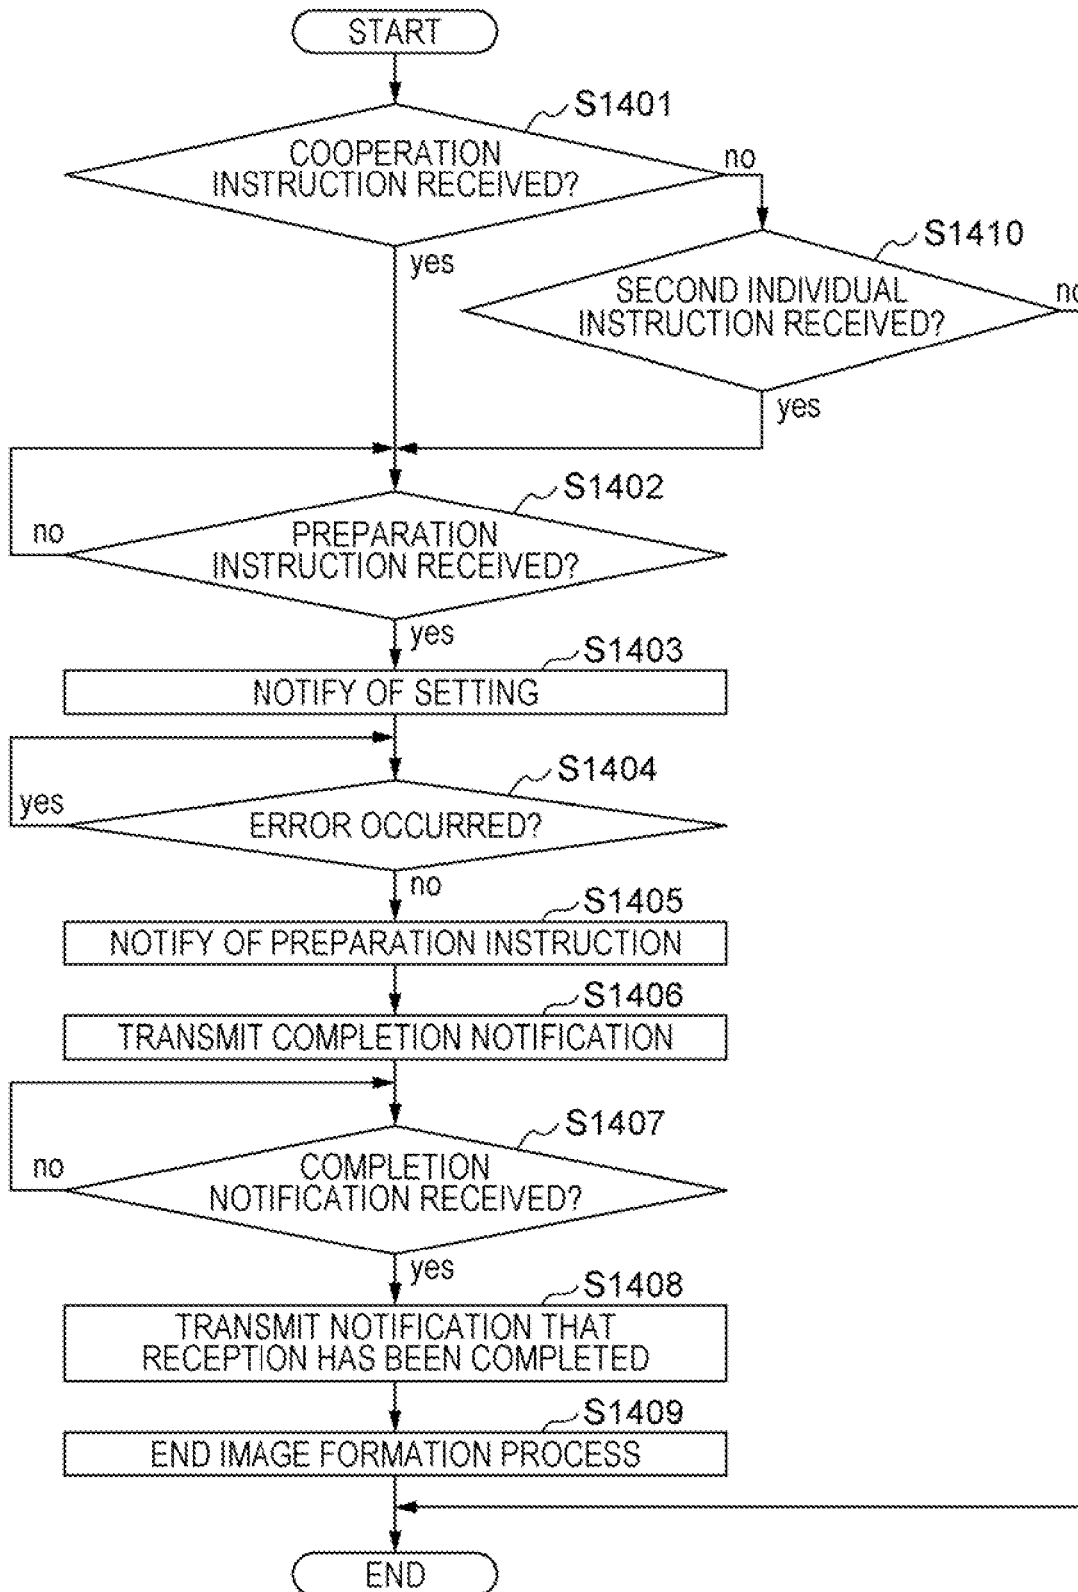 START
S1401
COOPERATION
INSTRUCTION RECEIVED?
no
yes
S1410
SECOND INDIVIDUAL
INSTRUCTION RECEIVED?
no
yes
S1402
PREPARATION
INSTRUCTION RECEIVED?
no
yes
S1403
NOTIFY OF SETTING
S1404
ERROR OCCURRED?
yes
no
S1405
NOTIFY OF PREPARATION INSTRUCTION
S1406
TRANSMIT COMPLETION NOTIFICATION
S1407
COMPLETION
NOTIFICATION RECEIVED?
no
yes
S1408
TRANSMIT NOTIFICATION THAT
RECEPTION HAS BEEN COMPLETED
S1409
END IMAGE FORMATION PROCESS
END